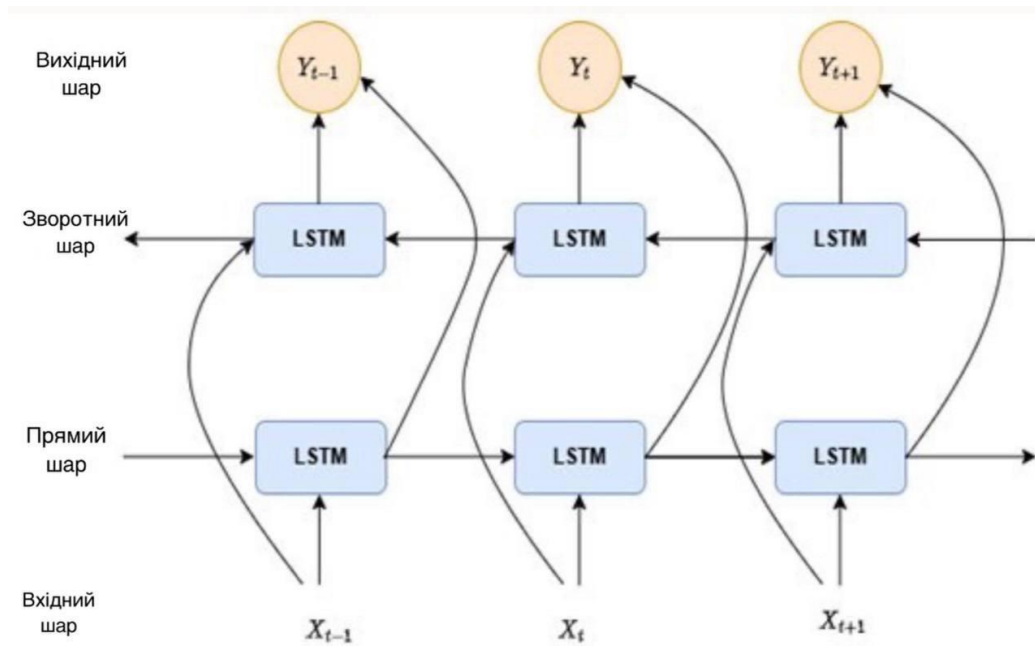 Вихідний
шар
Y_{t-1} Y_t Y_{t+1}
Зворотний
шар
LSTM LSTM LSTM
Прямий
шар
LSTM LSTM LSTM
Вхідний
шар
X_{t-1} X_t X_{t+1}